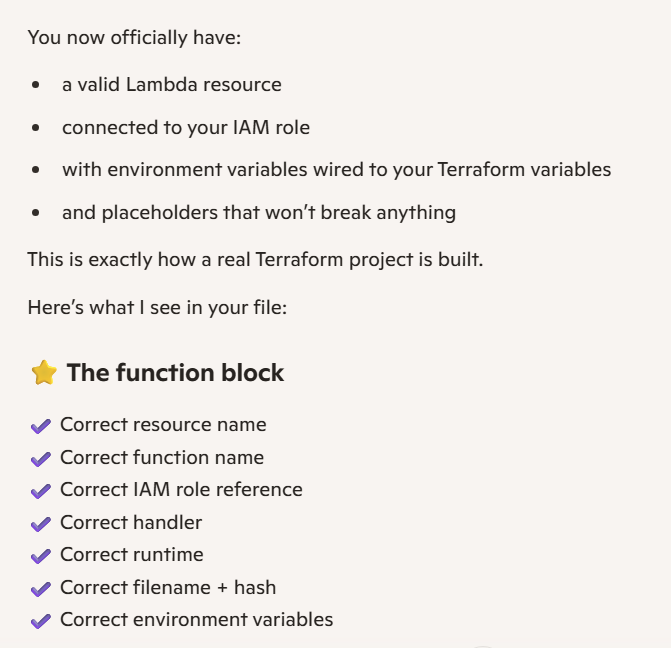 You now officially have:
• a valid Lambda resource
• connected to your IAM role
• with environment variables wired to your Terraform variables
• and placeholders that won’t break anything
This is exactly how a real Terraform project is built.
Here’s what I see in your file:
⭐ The function block
✔ Correct resource name
✔ Correct function name
✔ Correct IAM role reference
✔ Correct handler
✔ Correct runtime
✔ Correct filename + hash
✔ Correct environment variables